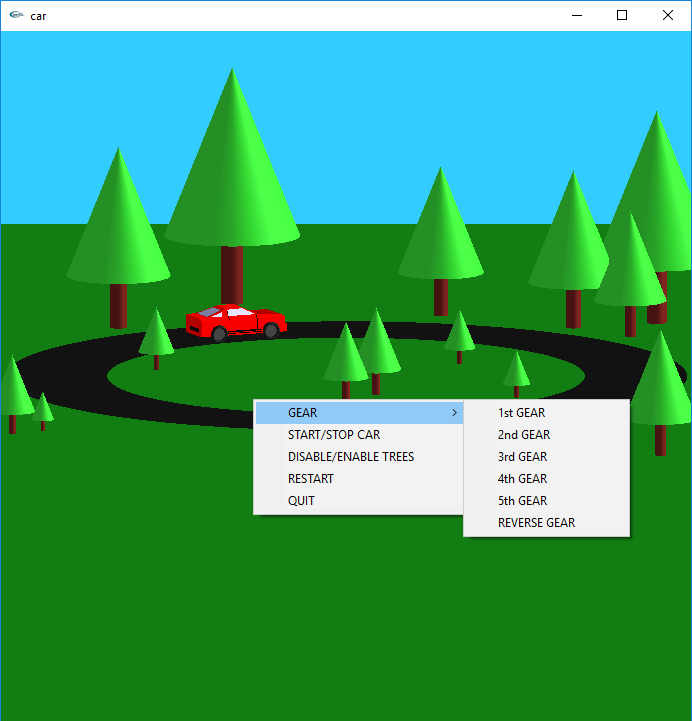 car
GEAR
START/STOP CAR
DISABLE/ENABLE TREES
RESTART
QUIT
1st GEAR
2nd GEAR
3rd GEAR
4th GEAR
5th GEAR
REVERSE GEAR